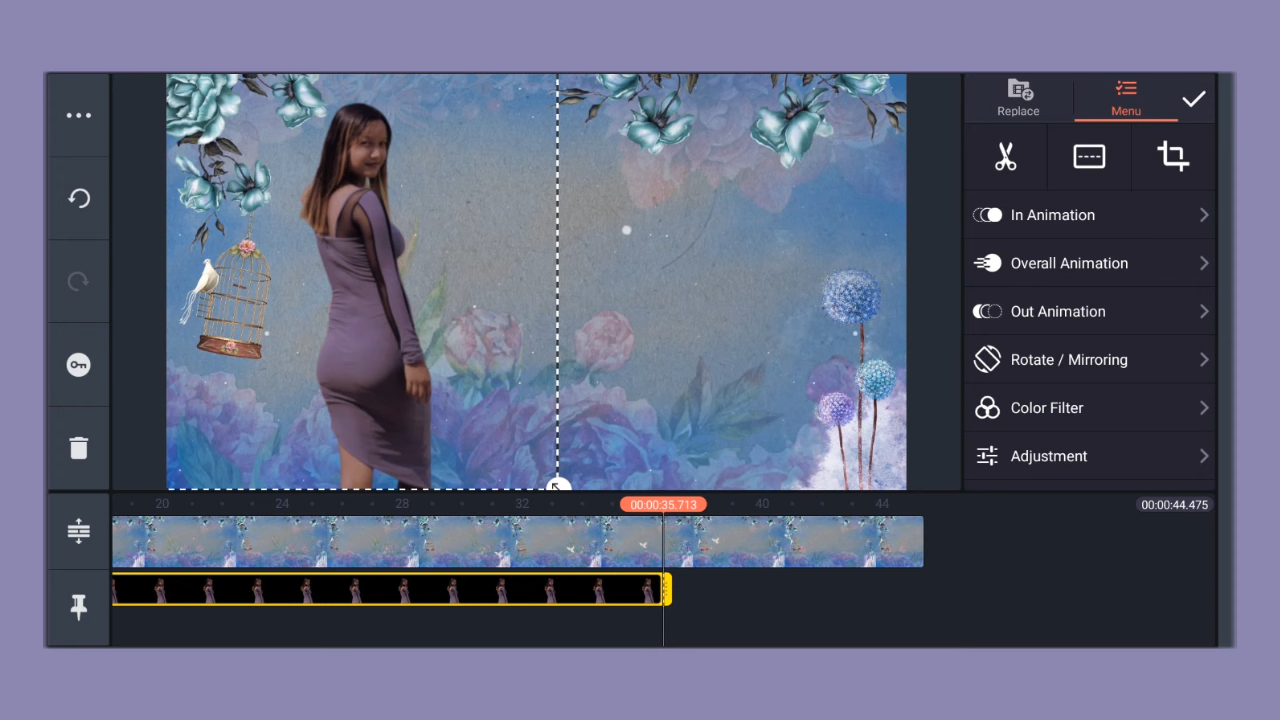 Replace
Menu
In Animation
Overall Animation
Out Animation
Rotate / Mirroring
Color Filter
Adjustment
20
24
28
32
00:00:35.713
40
44
00:00:44.475